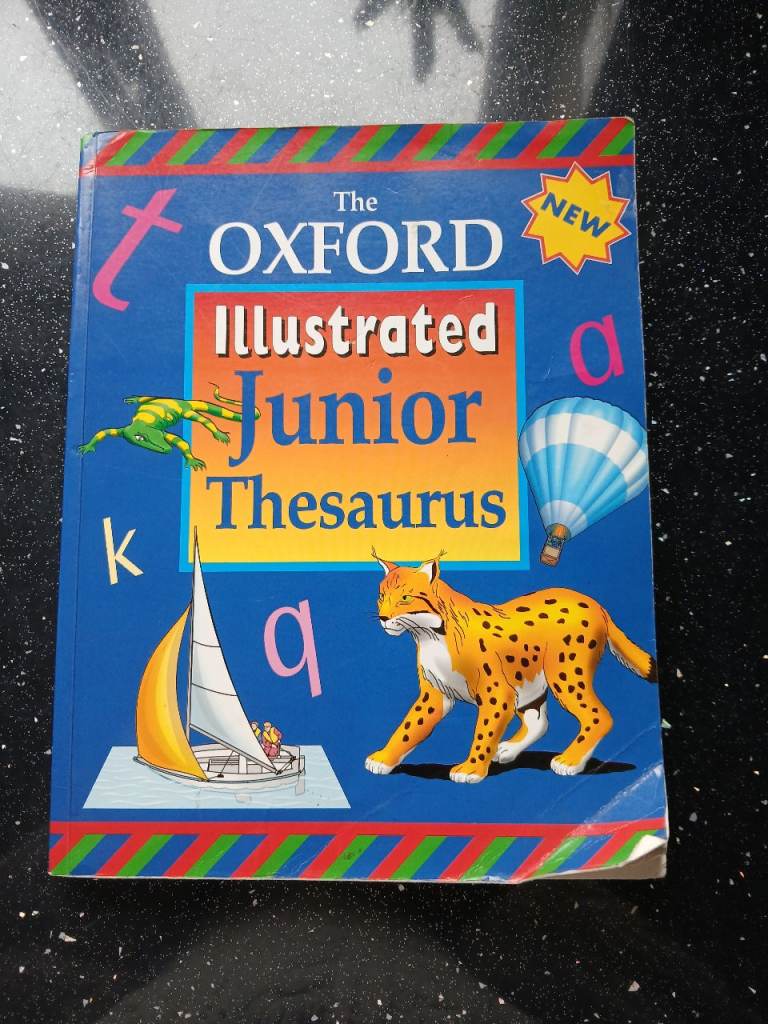 The
OXFORD
NEW
Illustrated
Junior
Thesaurus
t
a
k
q